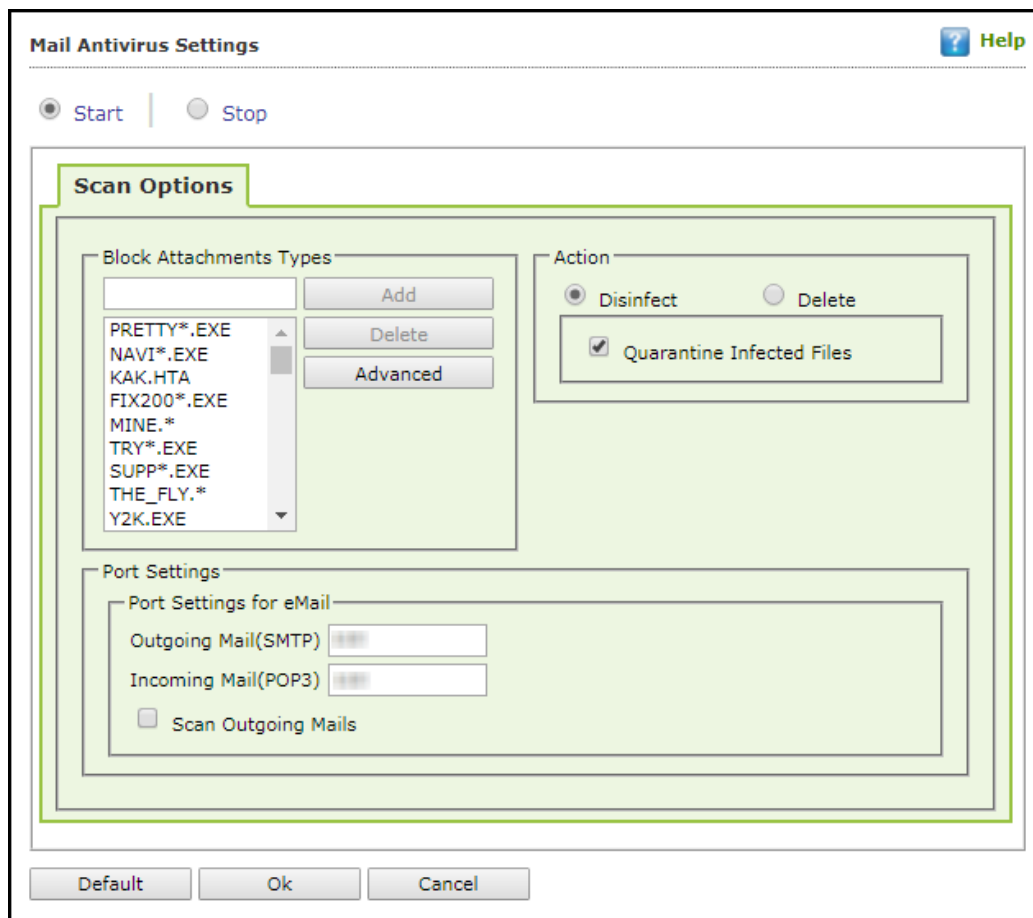 Mail Antivirus Settings
? Help
Start
Stop
Scan Options
Block Attachments Types
Add
PRETTY*.EXE
NAVI*.EXE
KAK.HTA
FIX200*.EXE
MINE.*
TRY*.EXE
SUPP*.EXE
THE_FLY.*
Y2K.EXE
Delete
Advanced
Action
Disinfect
Delete
Quarantine Infected Files
Port Settings
Port Settings for eMail
Outgoing Mail(SMTP)
Incoming Mail(POP3)
Scan Outgoing Mails
Default
Ok
Cancel